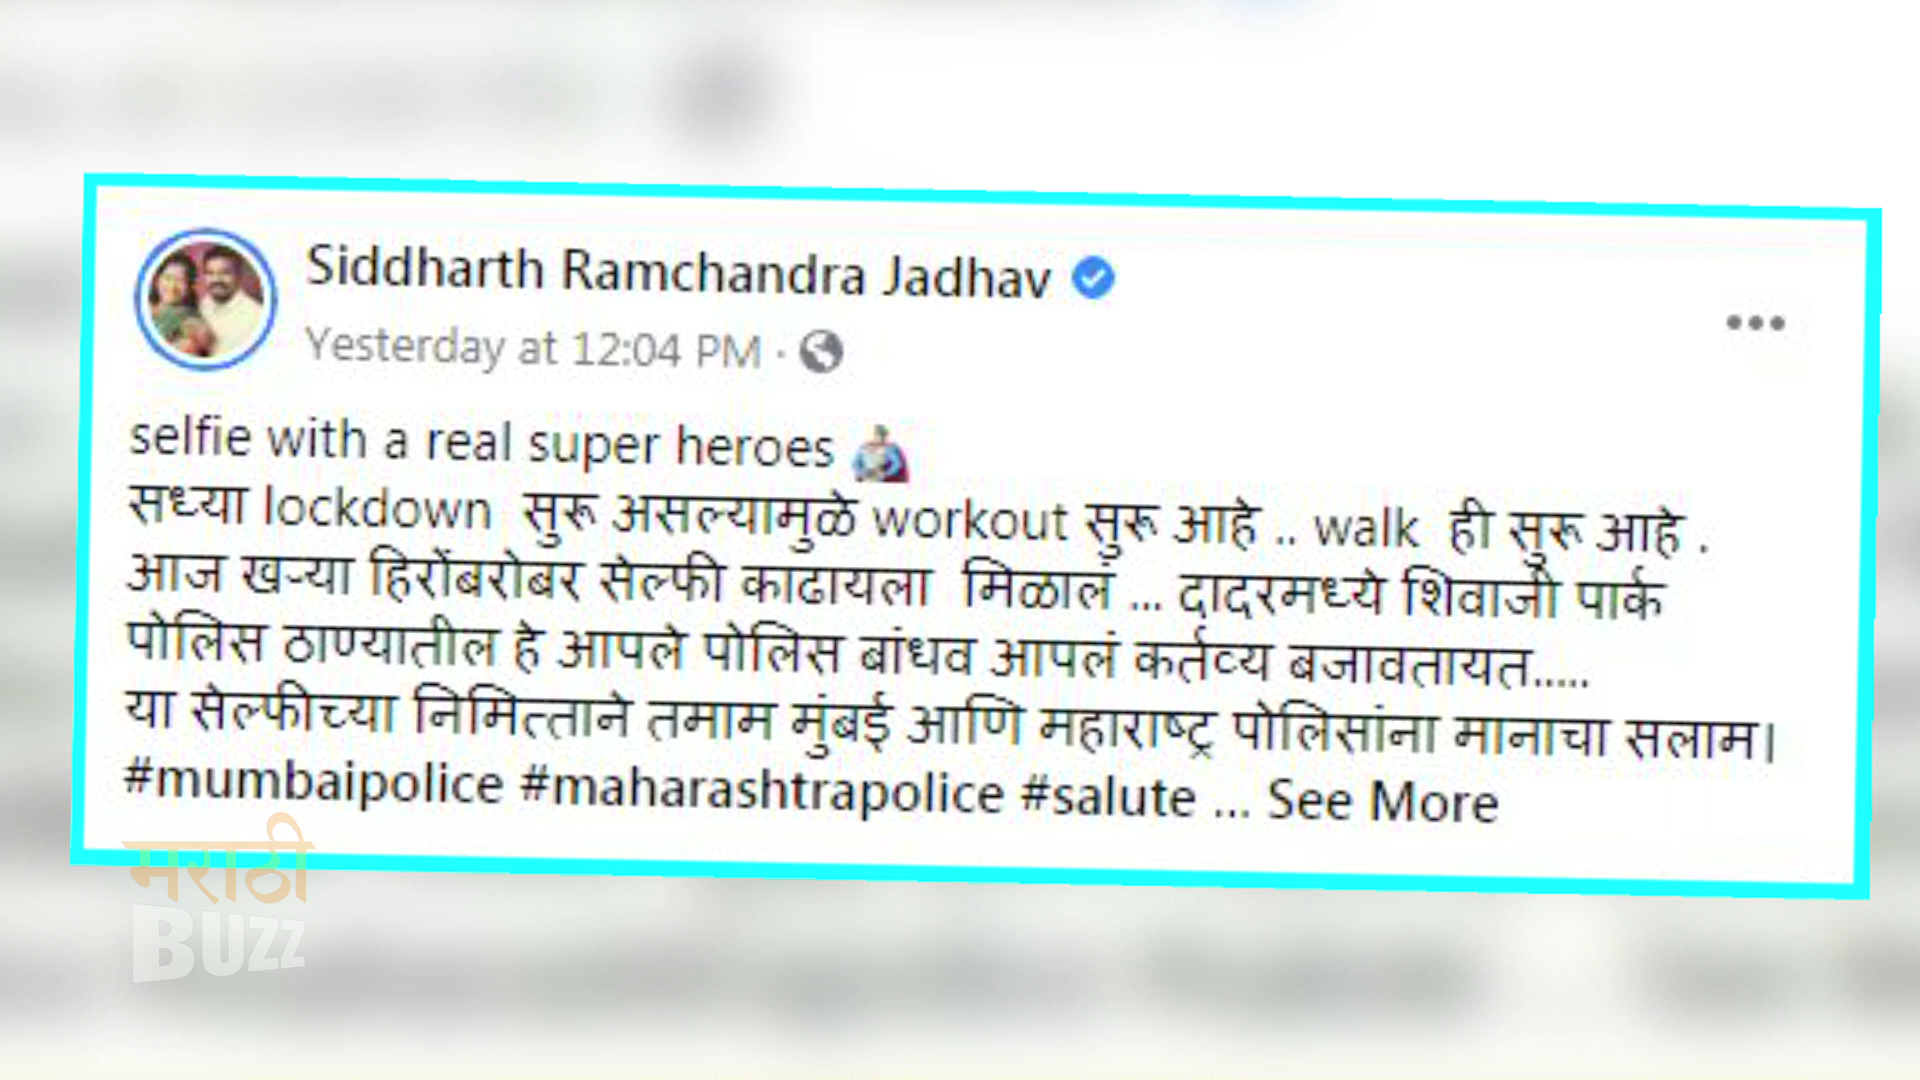 Siddharth Ramchandra Jadhav
Yesterday at 12:04 PM ·
selfie with a real super heroes
सध्या lockdown सुरू असल्यामुळे workout सुरू आहे .. walk ही सुरू आहे .
आज खऱ्या हिरोंबरोबर सेल्फी काढायला मिळालं ... दादरमध्ये शिवाजी पार्क
पोलिस ठाण्यातील हे आपले पोलिस बांधव आपलं कर्तव्य बजावतायत.....
या सेल्फीच्या निमित्ताने तमाम मुंबई आणि महाराष्ट्र पोलिसांना मानाचा सलाम।
#mumbaipolice #maharashtrapolice #salute ... See More
मराठी
BUZZ